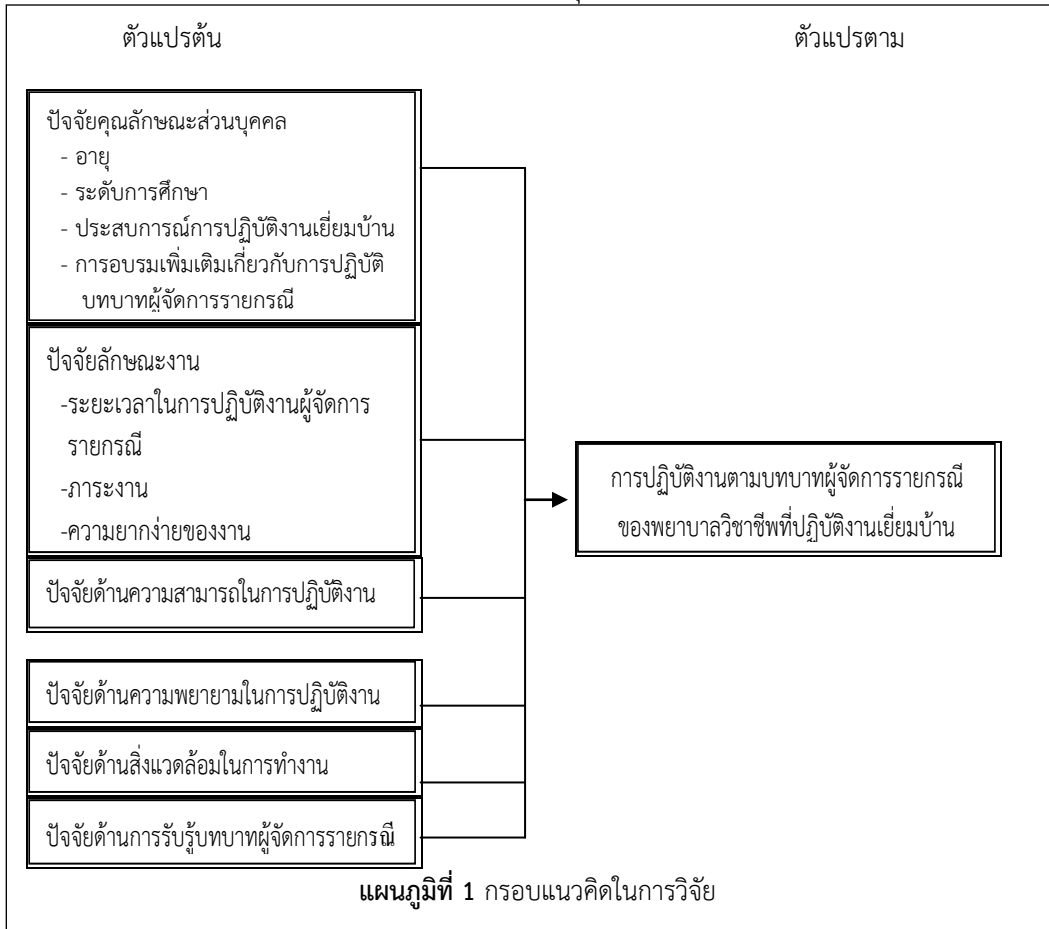 ตัวแปรต้น
ตัวแปรตาม
ปัจจัยคุณลักษณะส่วนบุคคล
- อายุ
- ระดับการศึกษา
- ประสบการณ์การปฏิบัติงานเยี่ยมบ้าน
- การอบรมเพิ่มเติมเกี่ยวกับการปฏิบัติ
บทบาทผู้จัดการรายกรณี
ปัจจัยลักษณะงาน
-ระยะเวลาในการปฏิบัติงานผู้จัดการ
รายกรณี
-ภาระงาน
-ความยากง่ายของงาน
ปัจจัยด้านความสามารถในการปฏิบัติงาน
ปัจจัยด้านความพยายามในการปฏิบัติงาน
ปัจจัยด้านสิ่งแวดล้อมในการทำงาน
ปัจจัยด้านการรับรู้บทบาทผู้จัดการรายกรณี
การปฏิบัติงานตามบทบาทผู้จัดการรายกรณี
ของพยาบาลวิชาชีพที่ปฏิบัติงานเยี่ยมบ้าน
แผนภูมิที่ 1 กรอบแนวคิดในการวิจัย